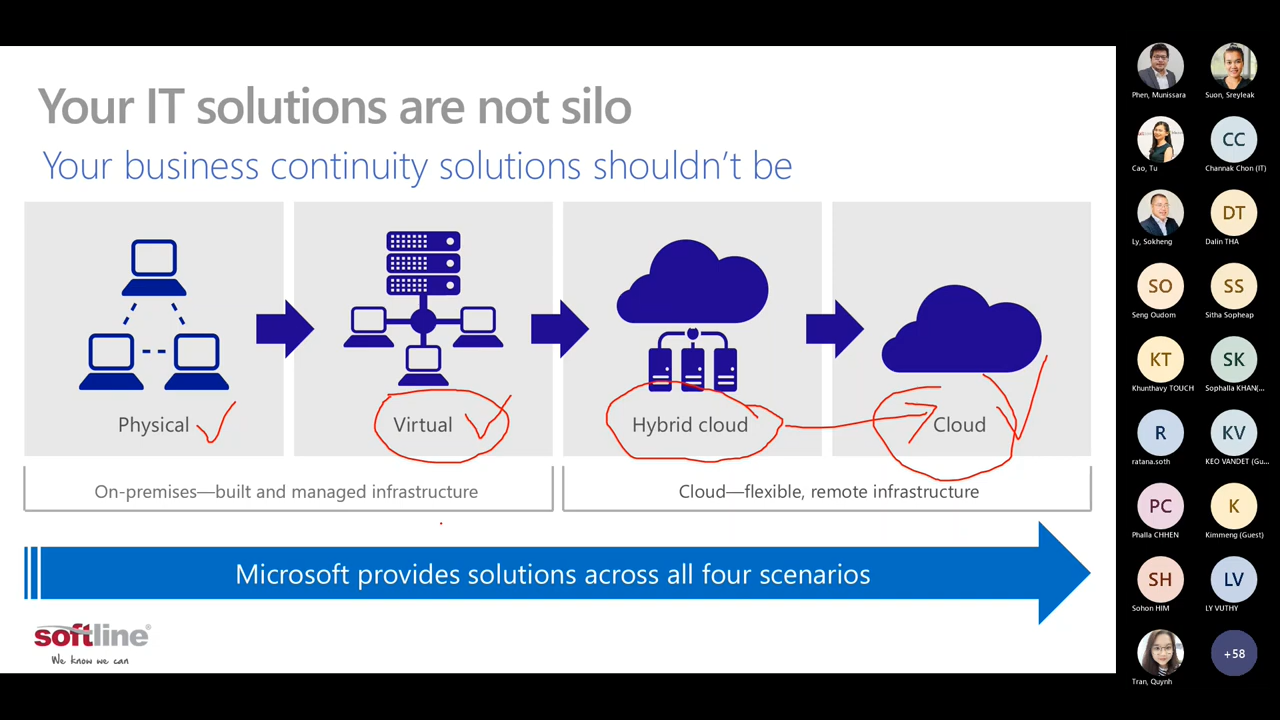 Your IT solutions are not silo
Your business continuity solutions shouldn't be
Physical
Virtual
Hybrid cloud
Cloud
On-premises—built and managed infrastructure
Cloud—flexible, remote infrastructure
Microsoft provides solutions across all four scenarios
softline®
We know we can
Phen, Munissara
Suon, Sreyleak
Cao, Tu
CC
Channak Chon (IT)
Ly, Sokheng
DT
Dalin THA
SO
Seng Oudom
SS
Sitha Sopheap
KT
Khunthavy TOUCH
SK
Sophalla KHAN(...
R
ratana.soth
KV
KEO VANDET (Gu...
PC
Phalla CHHEN
K
Kimmeng (Guest)
SH
Sohon HIM
LV
LY VUTHY
Tran, Quynh
+58